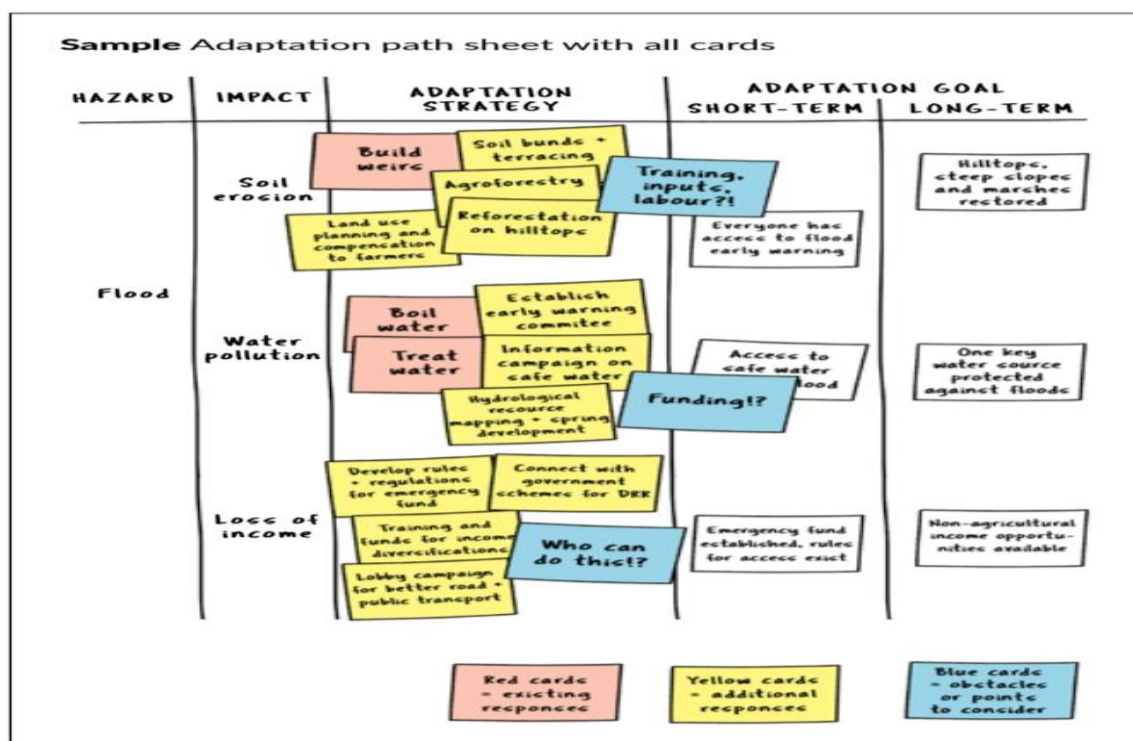 Sample Adaptation path sheet with all cards
HAZARD
IMPACT
ADAPTATION
STRATEGY
ADAPTATION GOAL
SHORT-TERM
LONG-TERM
Flood
Soil
erosion
Build
weirs
Soil bunds +
terracing
Agroforestry
Training,
inputs,
labour?!
Land use
planning and
compensation
to farmers
Reforestation
on hilltops
Everyone has
access to flood
early warning
Hilltops,
steep slopes
and marshes
restored
Water
pollution
Boil
water
Establish
early warning
commitee
Treat
water
Information
campaign on
safe water
Hydrological
resource
mapping + spring
development
Funding!?
Access to
safe water
flood
One key
water source
protected
against floods
Loss of
income
Develop rules
+ regulations
for emergency
fund
Connect with
government
schemes for DRR
Training and
funds for income
diversifications
Who can
do this!?
Lobby campaign
for better road +
public transport
Emergency fund
established, rules
for access exist
Non-agricultural
income opportu-
nities available
Red cards
= existing
responses
Yellow cards
= additional
responses
Blue cards
= obstacles
or points
to consider